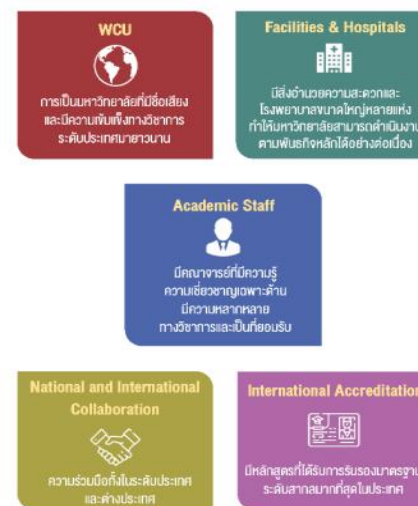 WCU
การเป็นมหาวิทยาลัยที่มีชื่อเสียง
และมีความเข้มแข็งทางวิชาการ
ระดับประเทศมายาวนาน
Facilities & Hospitals
มีสิ่งอำนวยความสะดวกและ
โรงพยาบาลขนาดใหญ่หลายแห่ง
ทำให้มหาวิทยาลัยสามารถดำเนินงาน
ตามพันธกิจหลักได้อย่างต่อเนื่อง
Academic Staff
มีคณาจารย์ที่มีความรู้
ความเชี่ยวชาญเฉพาะด้าน
มีความหลากหลาย
ทางวิชาการและเป็นที่ยอมรับ
National and International
Collaboration
ความร่วมมือทั้งในระดับประเทศ
และต่างประเทศ
International Accreditation
มีหลักสูตรที่ได้รับการรับรองมาตรฐาน
ระดับสากลมากที่สุดในประเทศ